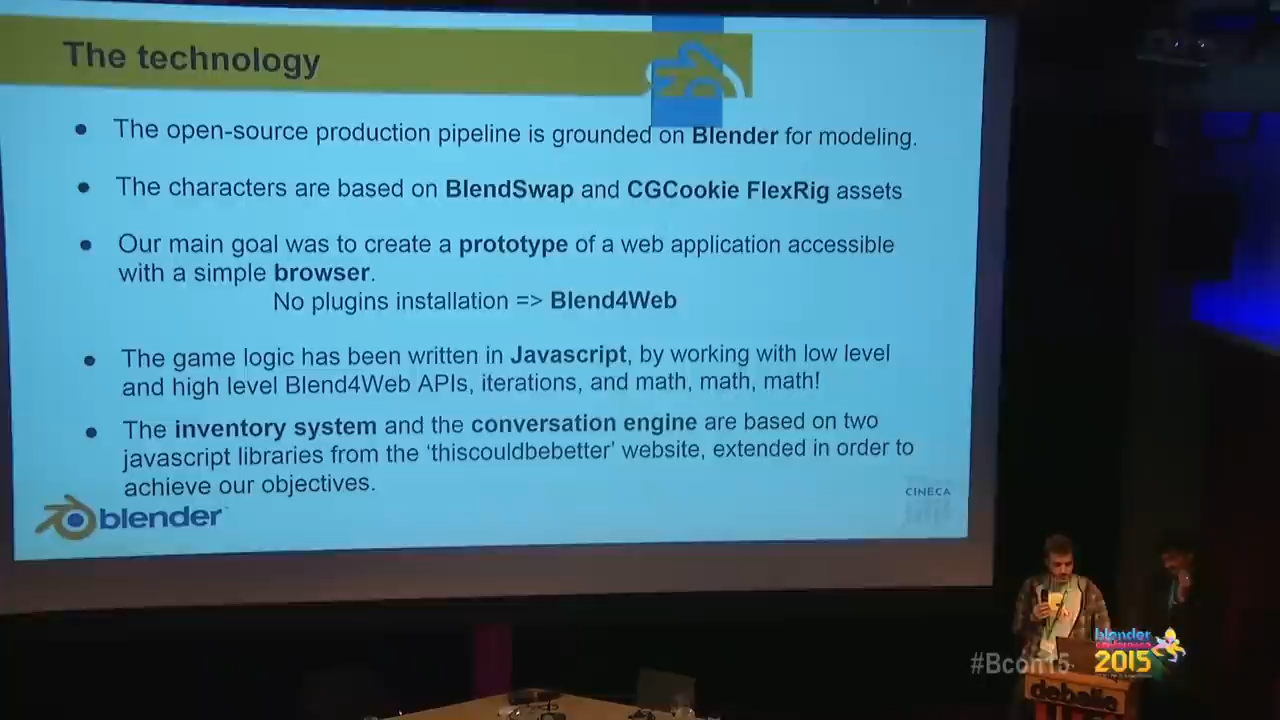 The technology
• The open-source production pipeline is grounded on Blender for modeling.
• The characters are based on BlendSwap and CGCookie FlexRig assets
• Our main goal was to create a prototype of a web application accessible
with a simple browser.
No plugins installation => Blend4Web
• The game logic has been written in Javascript, by working with low level
and high level Blend4Web APIs, iterations, and math, math, math!
• The inventory system and the conversation engine are based on two
javascript libraries from the ‘thiscouldbebetter’ website, extended in order to
achieve our objectives.
blender
CINECA
#Bcon15
blender
conference
2015
debalie